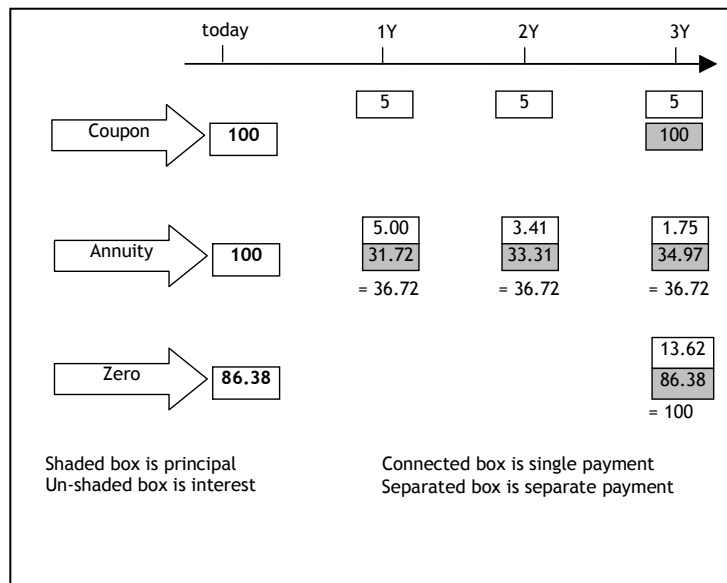 today 1Y 2Y 3Y
5 5 5
Coupon 100 100
5.00 3.41 1.75
Annuity 100 31.72 33.31 34.97
= 36.72 = 36.72 = 36.72
13.62
Zero 86.38 86.38
= 100
Shaded box is principal Connected box is single payment
Un-shaded box is interest Separated box is separate payment